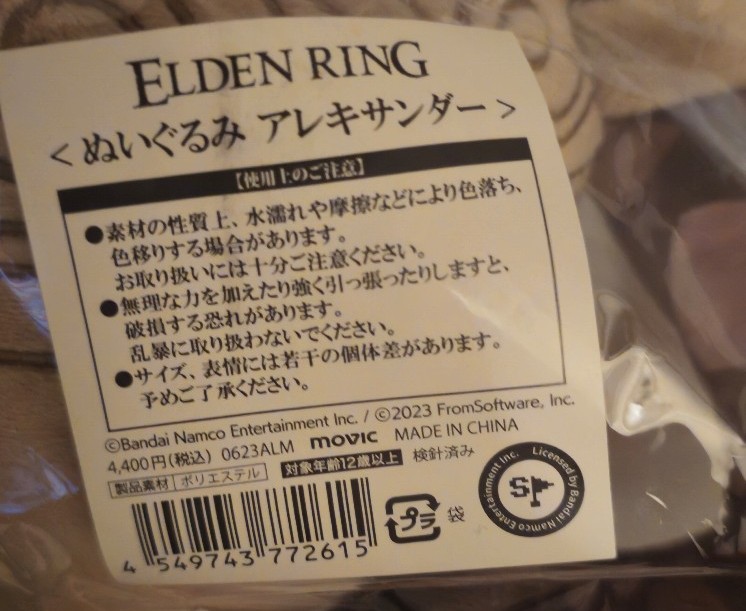 ELDEN RING
＜ぬいぐるみ アレキサンダー＞
【使用上のご注意】
●素材の性質上、水濡れや摩擦などにより色落ち、
色移りする場合があります。
お取り扱いには十分ご注意ください。
●無理な力を加えたり強く引っ張ったりしますと、
破損する恐れがあります。
乱暴に取り扱わないでください。
●サイズ、表情には若干の個体差があります。
予めご了承ください。
©Bandai Namco Entertainment Inc. / ©2023 FromSoftware, Inc.
4,400円(税込) 0623ALM movic MADE IN CHINA
製品素材 ポリエステル 対象年齢12歳以上 検針済み
Licensed by Bandai Namco Entertainment Inc.
プラ 袋
4 549743 772615